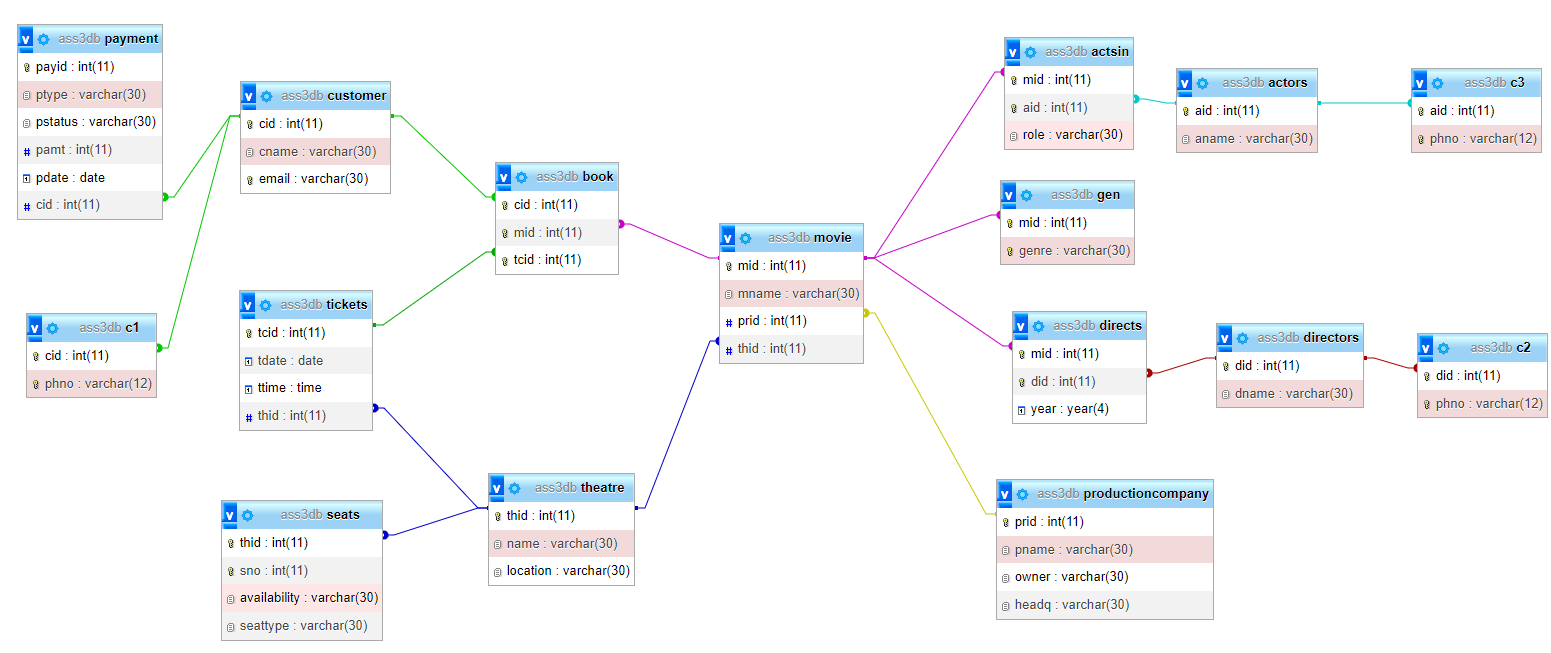 v ass3db payment
payid : int(11)
ptype : varchar(30)
pstatus : varchar(30)
# pamt : int(11)
pdate : date
# cid : int(11)
v ass3db customer
cid : int(11)
cname : varchar(30)
email : varchar(30)
v ass3db c1
cid : int(11)
phno : varchar(12)
v ass3db tickets
tcid : int(11)
tdate : date
ttime : time
# thid : int(11)
v ass3db seats
thid : int(11)
sno : int(11)
availability : varchar(30)
seattype : varchar(30)
v ass3db book
cid : int(11)
mid : int(11)
tcid : int(11)
v ass3db theatre
thid : int(11)
name : varchar(30)
location : varchar(30)
v ass3db movie
mid : int(11)
mname : varchar(30)
# prid : int(11)
# thid : int(11)
v ass3db actsin
mid : int(11)
aid : int(11)
role : varchar(30)
v ass3db actors
aid : int(11)
aname : varchar(30)
v ass3db c3
aid : int(11)
phno : varchar(12)
v ass3db gen
mid : int(11)
genre : varchar(30)
v ass3db directs
mid : int(11)
did : int(11)
year : year(4)
v ass3db directors
did : int(11)
dname : varchar(30)
v ass3db c2
did : int(11)
phno : varchar(12)
v ass3db productioncompany
prid : int(11)
pname : varchar(30)
owner : varchar(30)
headq : varchar(30)